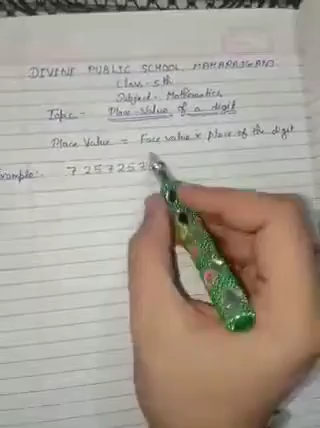 DIVINE PUBLIC SCHOOL MAHARAJGANJ
Class - 5th
Subject - Mathematics
Topic - Place Value of a digit
Place Value = Face value × place of the digit
Example:- 7257257